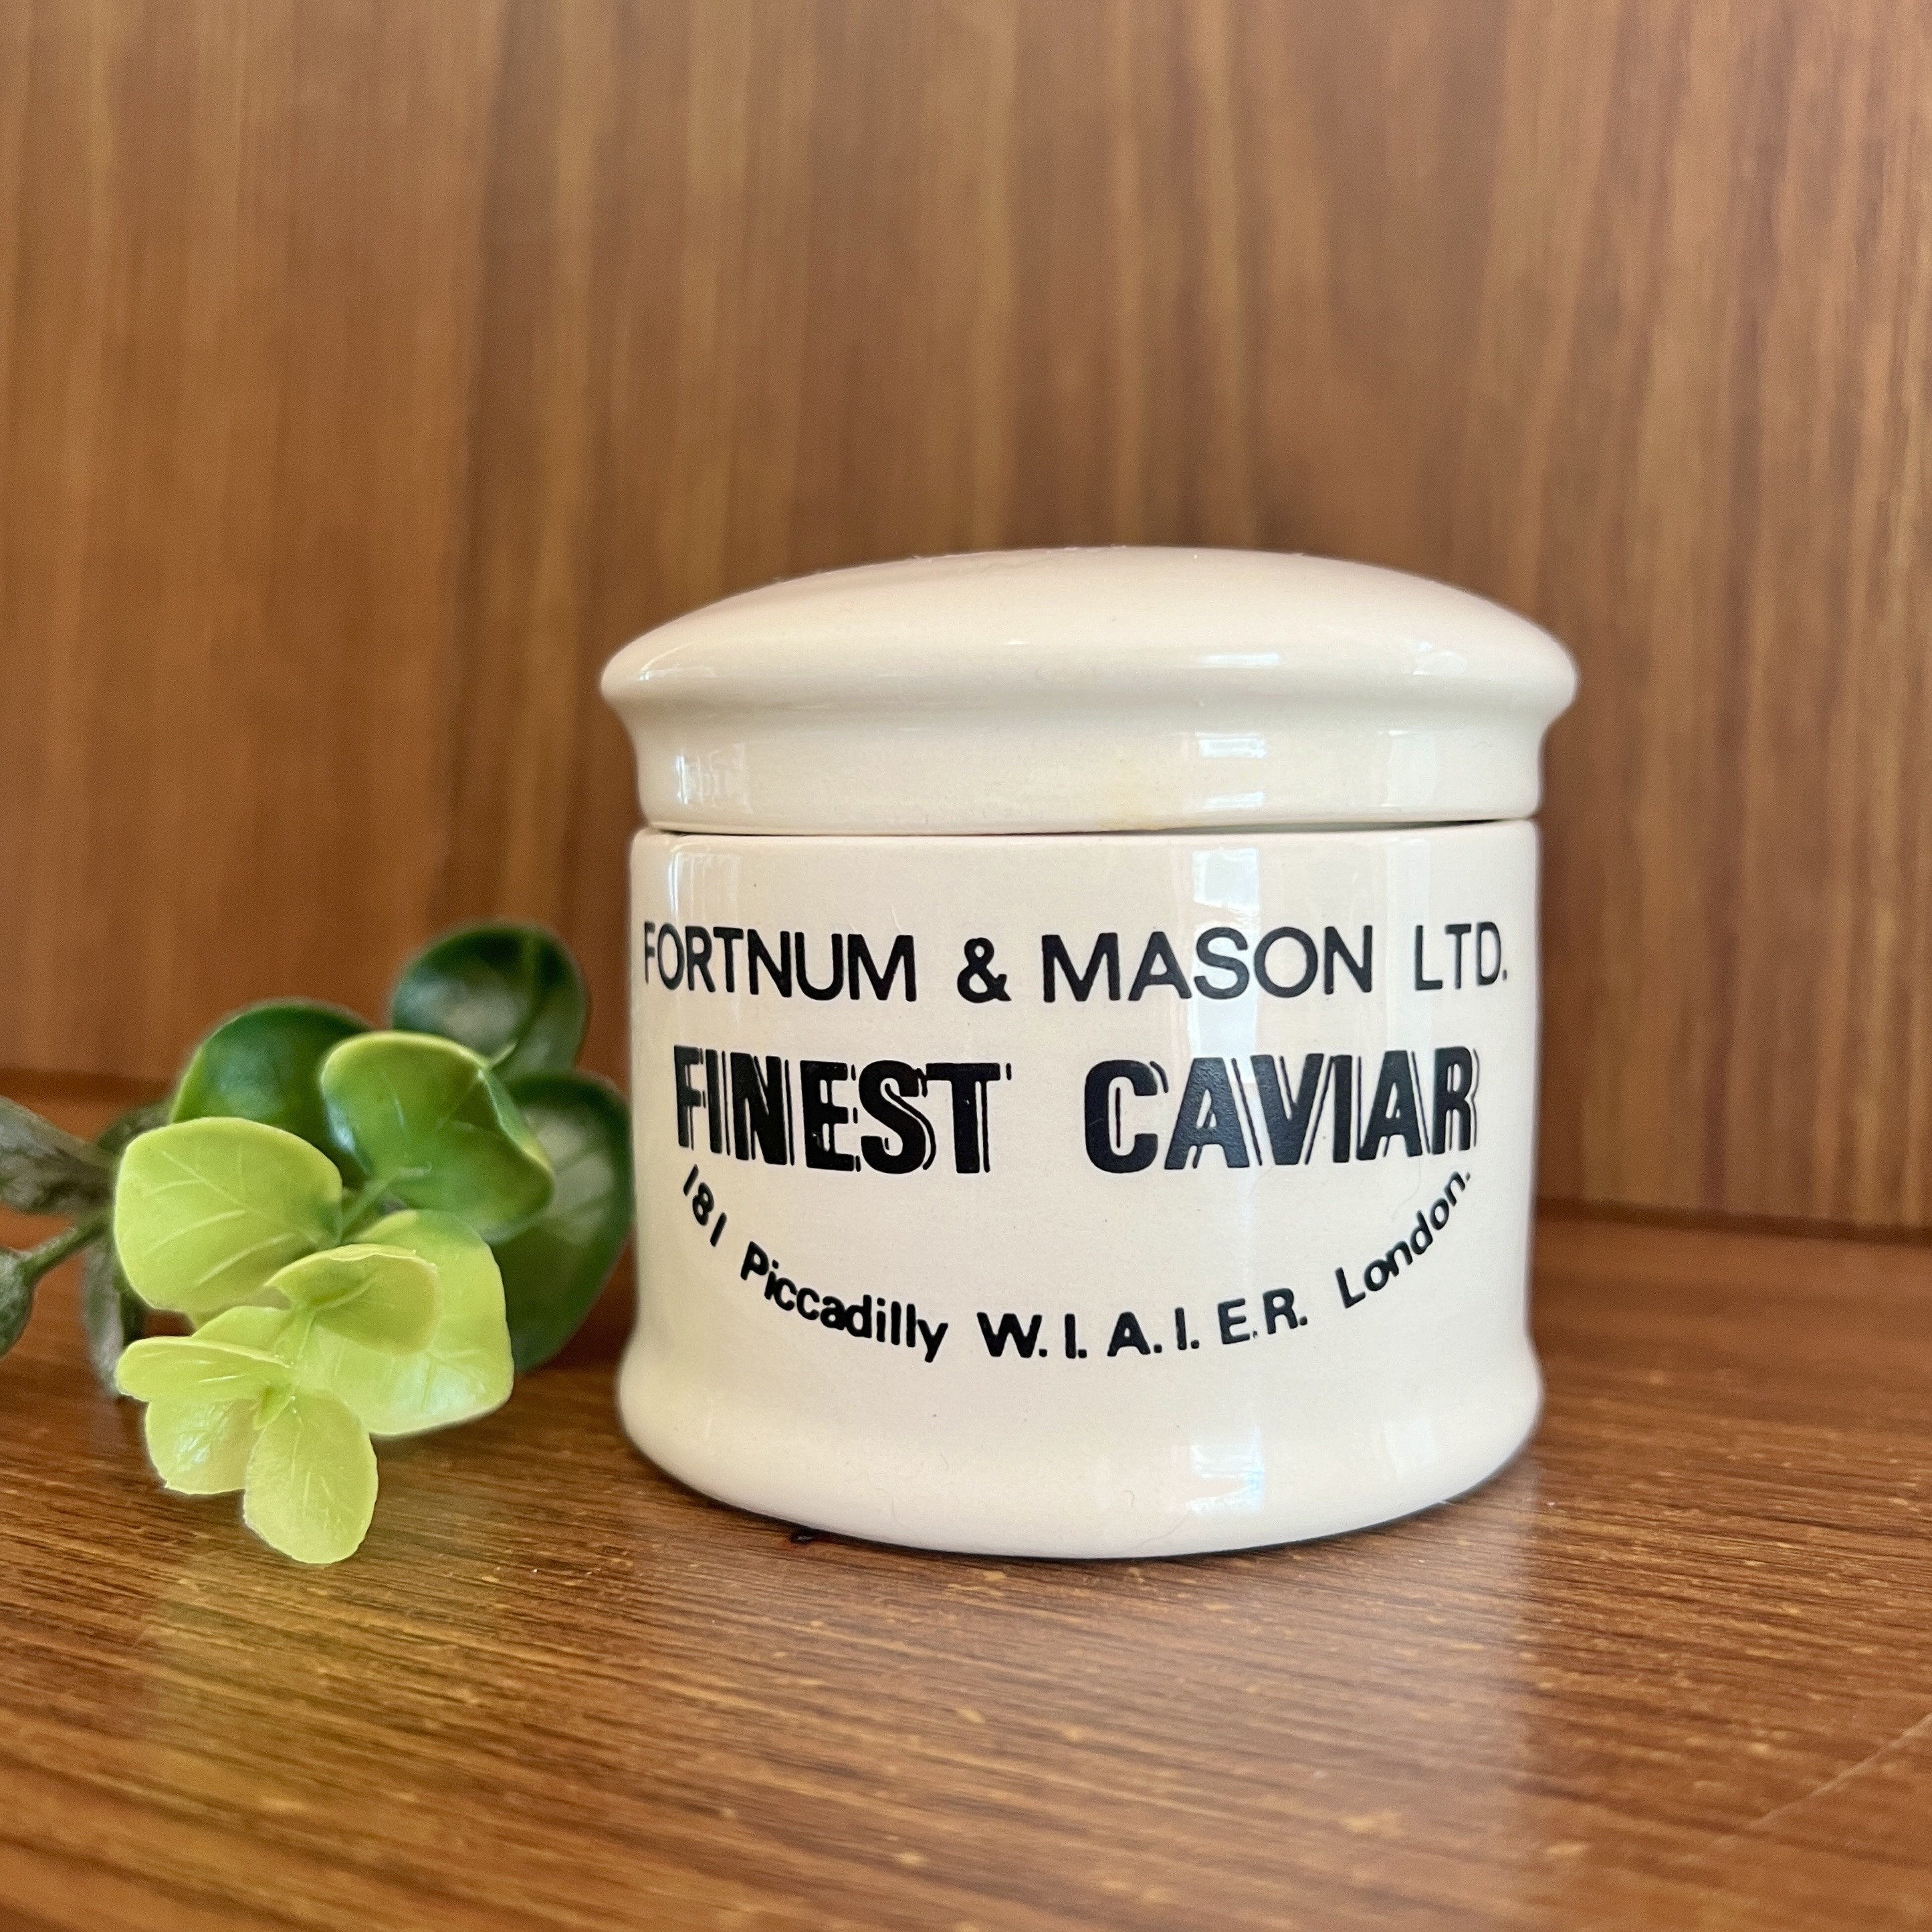 FORTNUM & MASON LTD.
FINEST CAVIAR
181 Piccadilly W.I. A.I. E.R. London.